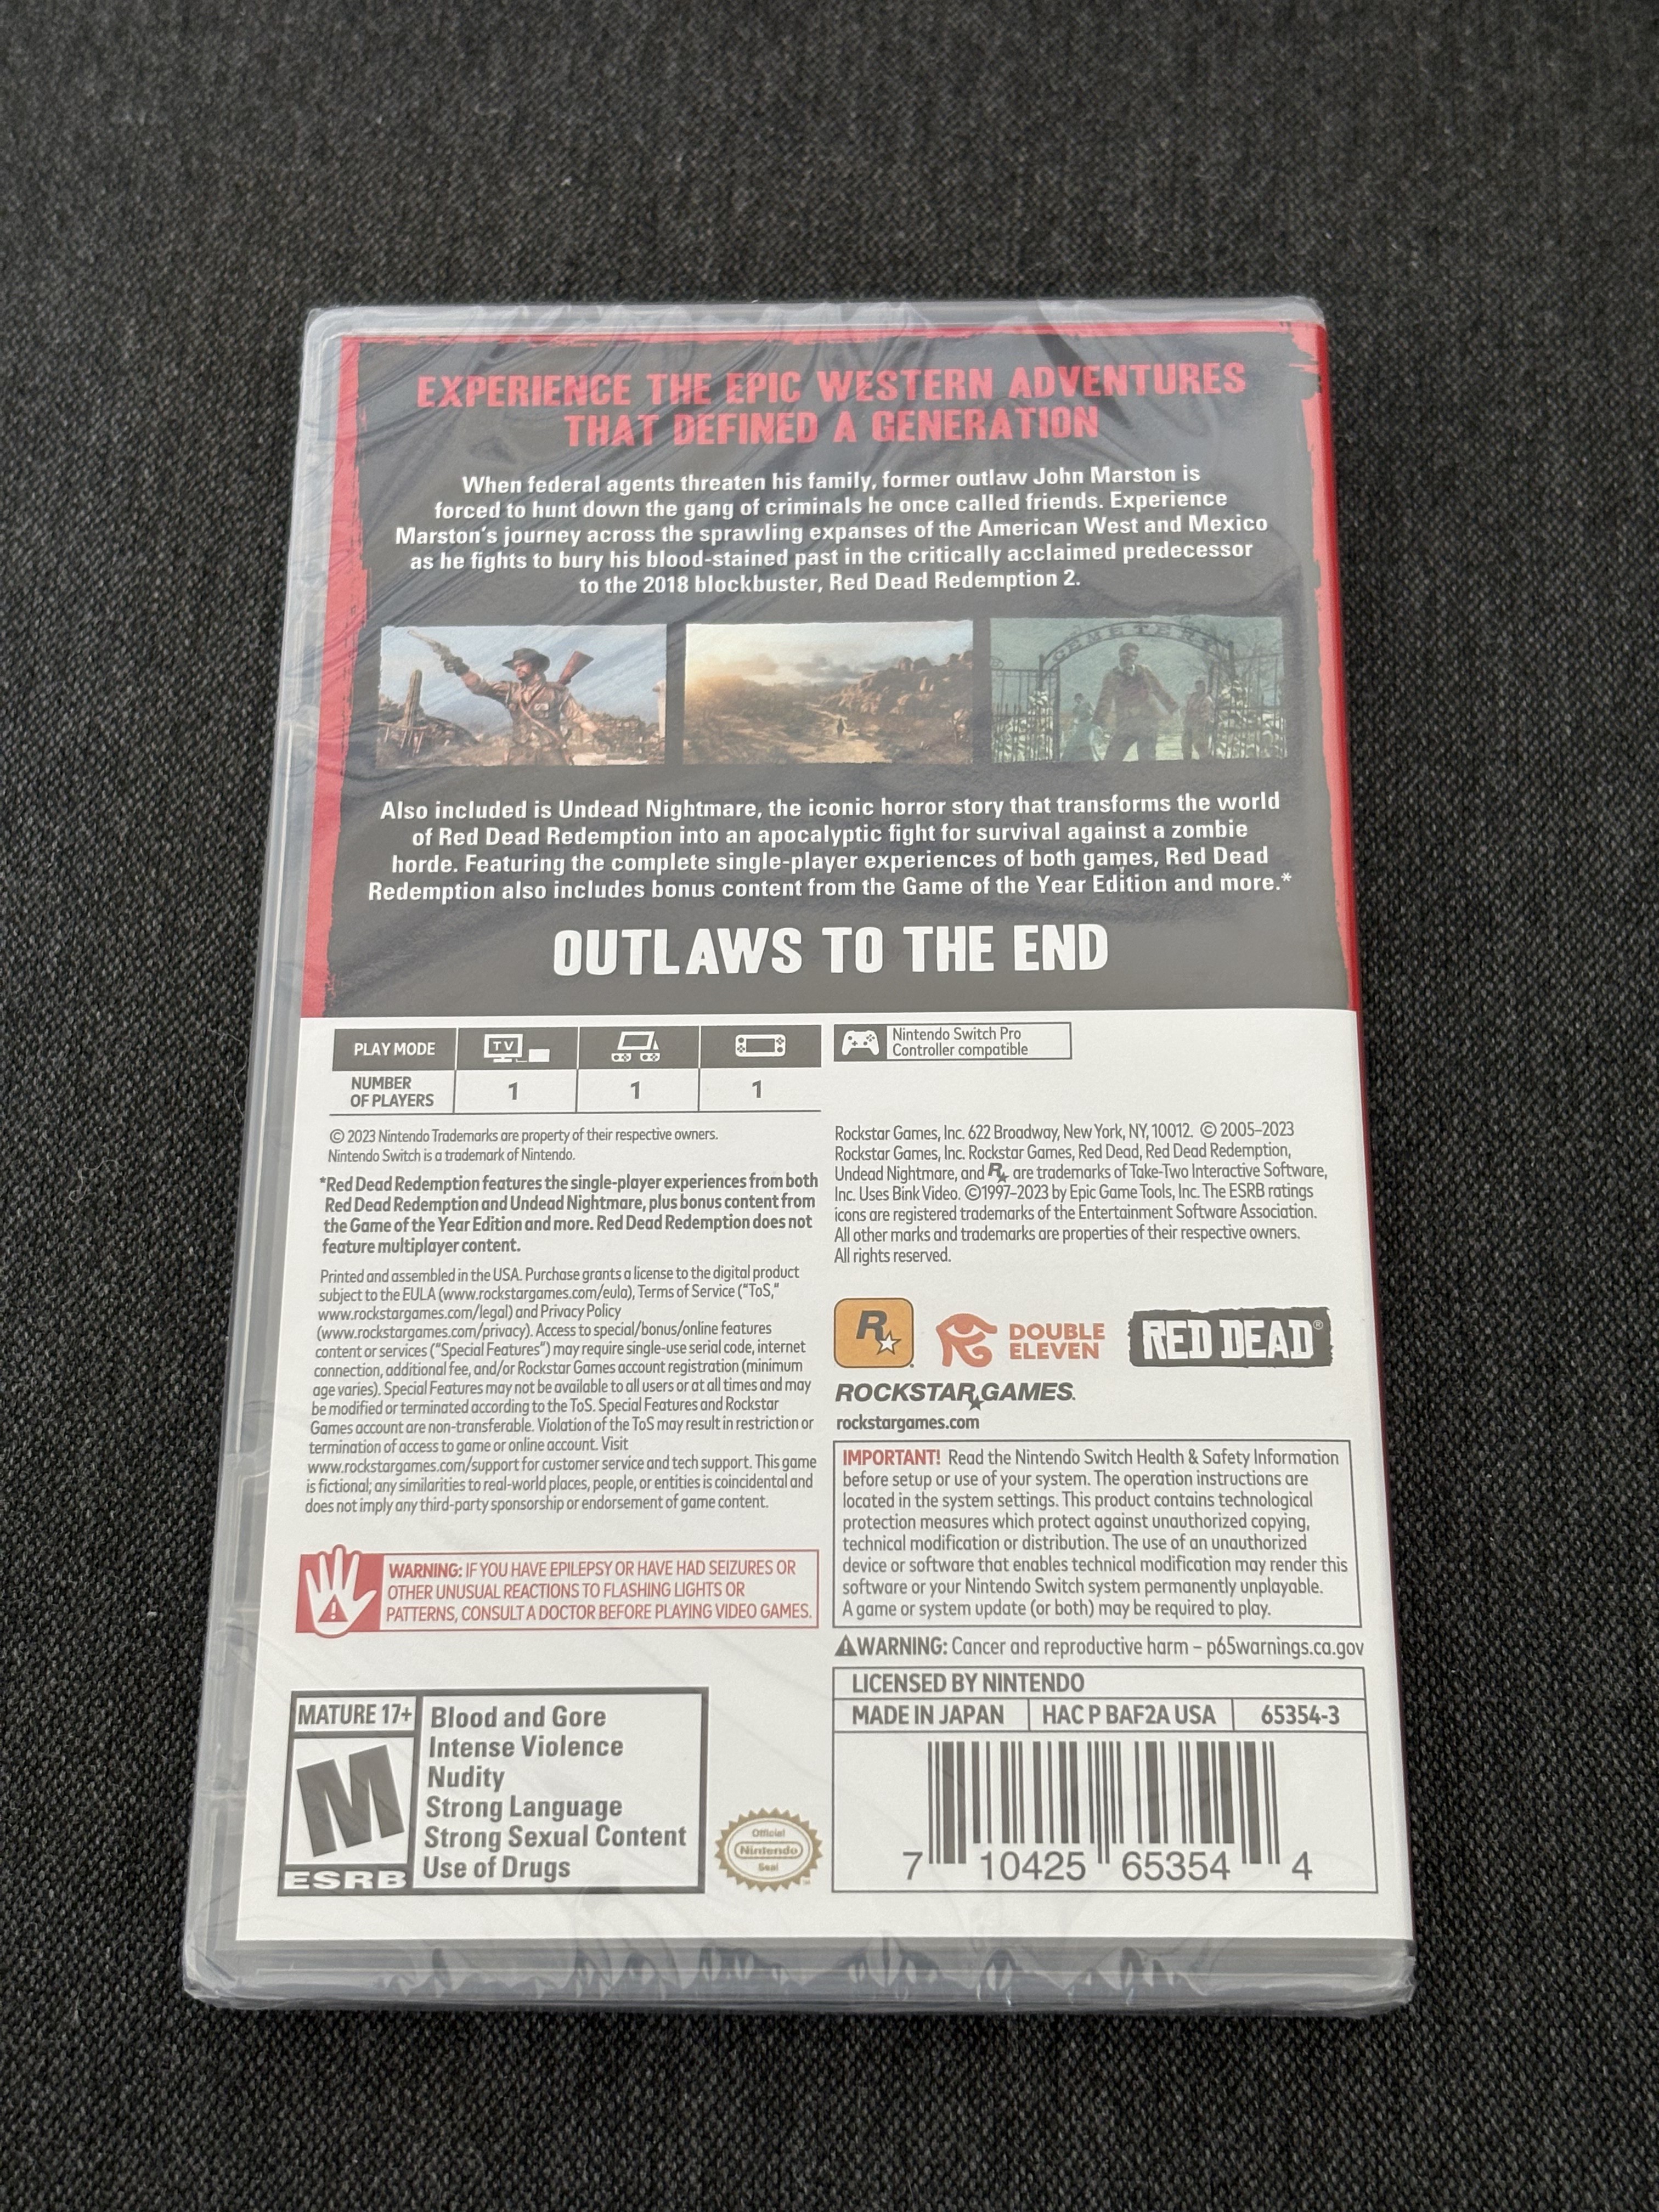 EXPERIENCE THE EPIC WESTERN ADVENTURES
THAT DEFINED A GENERATION
When federal agents threaten his family, former outlaw John Marston is
forced to hunt down the gang of criminals he once called friends. Experience
Marston's journey across the sprawling expanses of the American West and Mexico
as he fights to bury his blood-stained past in the critically acclaimed predecessor
to the 2018 blockbuster, Red Dead Redemption 2.
CEMETERY
Also included is Undead Nightmare, the iconic horror story that transforms the world
of Red Dead Redemption into an apocalyptic fight for survival against a zombie
horde. Featuring the complete single-player experiences of both games, Red Dead
Redemption also includes bonus content from the Game of the Year Edition and more.*
OUTLAWS TO THE END
PLAY MODE
TV
NUMBER
OF PLAYERS
1
1
1
Nintendo Switch Pro
Controller compatible
© 2023 Nintendo Trademarks are property of their respective owners.
Nintendo Switch is a trademark of Nintendo.
*Red Dead Redemption features the single-player experiences from both
Red Dead Redemption and Undead Nightmare, plus bonus content from
the Game of the Year Edition and more. Red Dead Redemption does not
feature multiplayer content.
Printed and assembled in the USA. Purchase grants a license to the digital product
subject to the EULA (www.rockstargames.com/eula), Terms of Service ("ToS,"
www.rockstargames.com/legal) and Privacy Policy
(www.rockstargames.com/privacy). Access to special/bonus/online features
content or services ("Special Features") may require single-use serial code, internet
connection, additional fee, and/or Rockstar Games account registration (minimum
age varies). Special Features may not be available to all users or at all times and may
be modified or terminated according to the ToS. Special Features and Rockstar
Games account are non-transferable. Violation of the ToS may result in restriction or
termination of access to game or online account. Visit
www.rockstargames.com/support for customer service and tech support. This game
is fictional; any similarities to real-world places, people, or entities is coincidental and
does not imply any third-party sponsorship or endorsement of game content.
WARNING: IF YOU HAVE EPILEPSY OR HAVE HAD SEIZURES OR
OTHER UNUSUAL REACTIONS TO FLASHING LIGHTS OR
PATTERNS, CONSULT A DOCTOR BEFORE PLAYING VIDEO GAMES.
MATURE 17+
M
ESRB
Blood and Gore
Intense Violence
Nudity
Strong Language
Strong Sexual Content
Use of Drugs
Official
Nintendo
Seal
Rockstar Games, Inc. 622 Broadway, New York, NY, 10012. © 2005–2023
Rockstar Games, Inc. Rockstar Games, Red Dead, Red Dead Redemption,
Undead Nightmare, and R★ are trademarks of Take-Two Interactive Software,
Inc. Uses Bink Video. ©1997–2023 by Epic Game Tools, Inc. The ESRB ratings
icons are registered trademarks of the Entertainment Software Association.
All other marks and trademarks are properties of their respective owners.
All rights reserved.
R★
DOUBLE
ELEVEN
RED DEAD®
ROCKSTAR GAMES.
rockstargames.com
IMPORTANT! Read the Nintendo Switch Health & Safety Information
before setup or use of your system. The operation instructions are
located in the system settings. This product contains technological
protection measures which protect against unauthorized copying,
technical modification or distribution. The use of an unauthorized
device or software that enables technical modification may render this
software or your Nintendo Switch system permanently unplayable.
A game or system update (or both) may be required to play.
WARNING: Cancer and reproductive harm – p65warnings.ca.gov
LICENSED BY NINTENDO
MADE IN JAPAN
HAC P BAF2A USA
65354-3
7 10425 65354 4